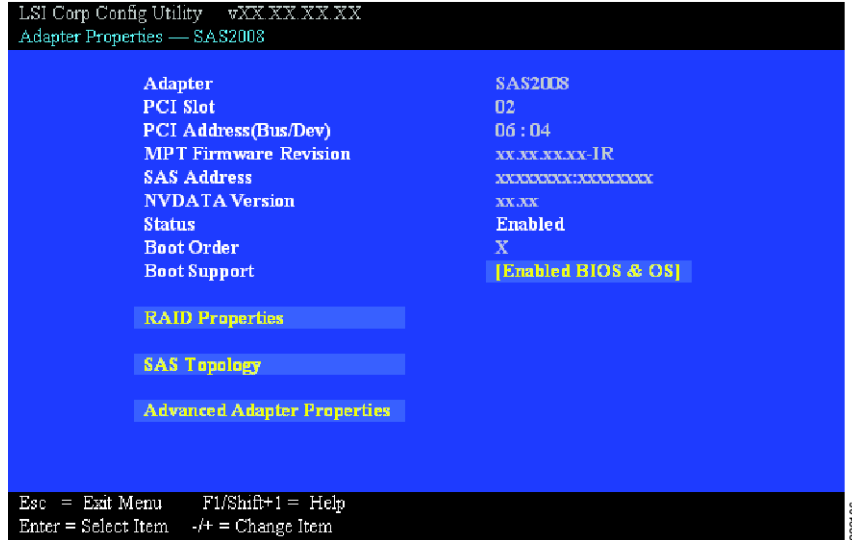 LSI Corp Config Utility vXX.XX.XX.XX
Adapter Properties — SAS2008
Adapter SAS2008
PCI Slot 02
PCI Address(Bus/Dev) 06 : 04
MPT Firmware Revision xx.xx.xx.xx-IR
SAS Address xxxxxxxx:xxxxxxxx
NVDATA Version xx.xx
Status Enabled
Boot Order X
Boot Support [Enabled BIOS & OS]
RAID Properties
SAS Topology
Advanced Adapter Properties
Esc = Exit Menu F1/Shift+1 = Help
Enter = Select Item -/+ = Change Item